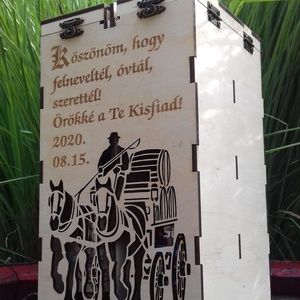 Köszönöm, hogy
felneveltél, óvtál,
szerettél!
Örökké a Te Kisfiad!
2020.
08.15.